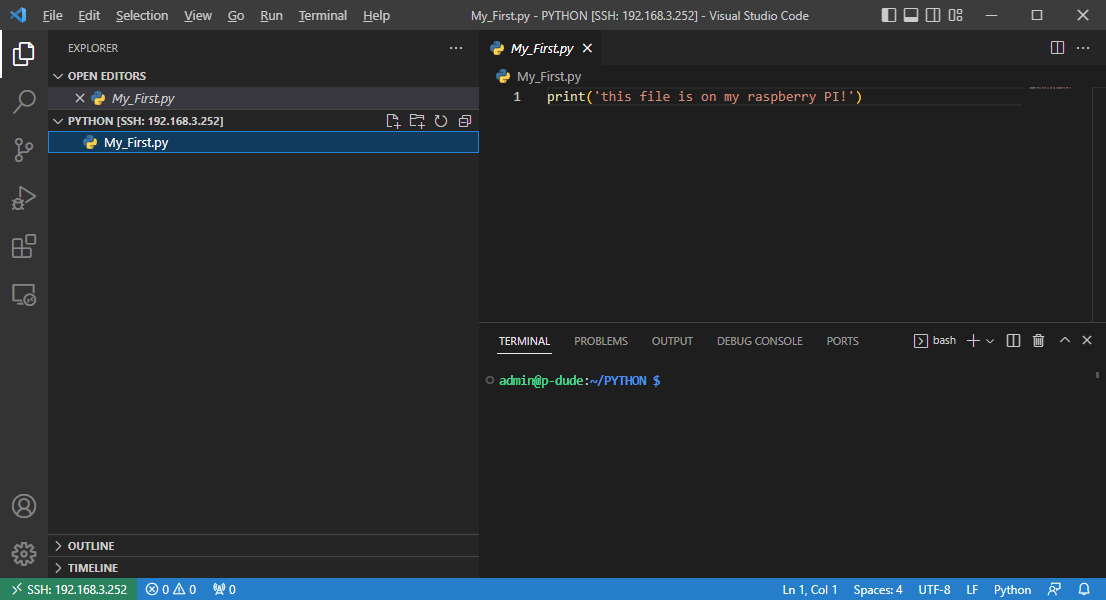 File Edit Selection View Go Run Terminal Help My_First.py - PYTHON [SSH: 192.168.3.252] - Visual Studio Code
EXPLORER
OPEN EDITORS
My_First.py
PYTHON [SSH: 192.168.3.252]
My_First.py
OUTLINE
TIMELINE
My_First.py
My_First.py
1 print('this file is on my raspberry PI!')
TERMINAL PROBLEMS OUTPUT DEBUG CONSOLE PORTS bash
admin@p-dude:~/PYTHON $
SSH: 192.168.3.252 0 0 0 Ln 1, Col 1 Spaces: 4 UTF-8 LF Python